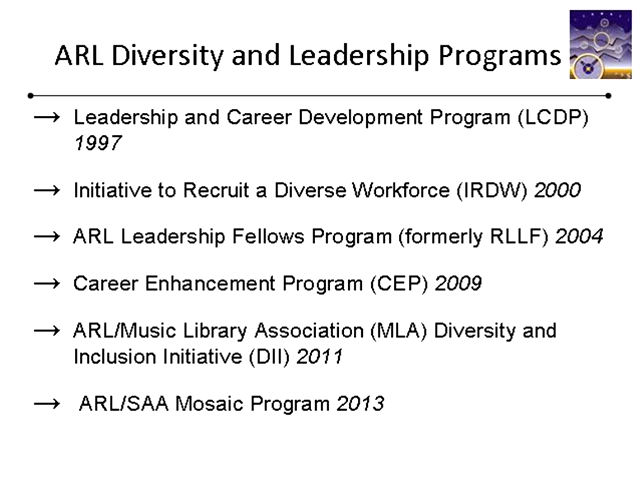 ARL Diversity and Leadership Programs
→ Leadership and Career Development Program (LCDP)
1997
→ Initiative to Recruit a Diverse Workforce (IRDW) 2000
→ ARL Leadership Fellows Program (formerly RLLF) 2004
→ Career Enhancement Program (CEP) 2009
→ ARL/Music Library Association (MLA) Diversity and
Inclusion Initiative (DII) 2011
→ ARL/SAA Mosaic Program 2013